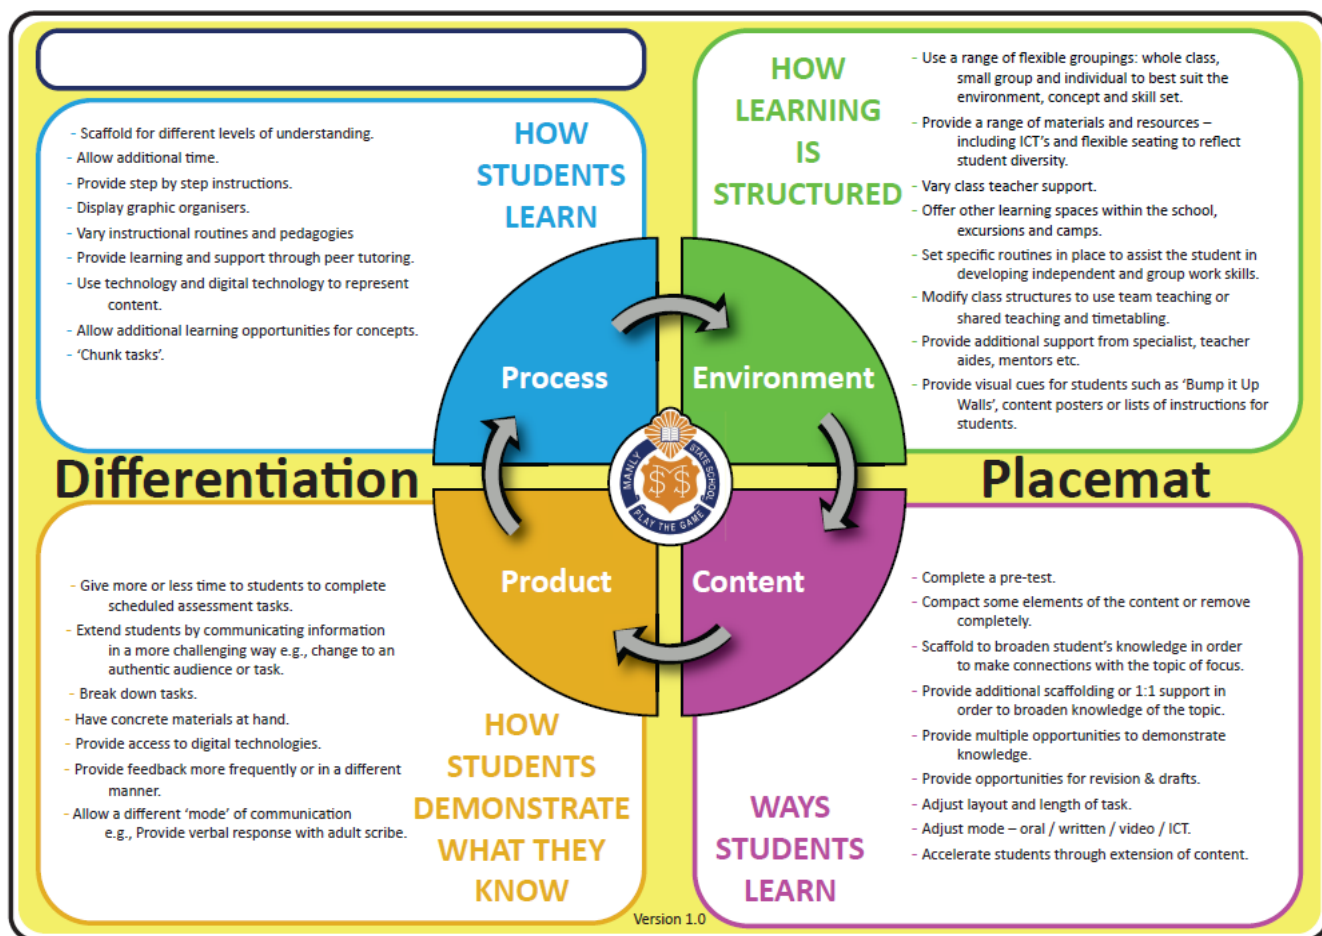 HOW
STUDENTS
LEARN
- Scaffold for different levels of understanding.
- Allow additional time.
- Provide step by step instructions.
- Display graphic organisers.
- Vary instructional routines and pedagogies
- Provide learning and support through peer tutoring.
- Use technology and digital technology to represent
content.
- Allow additional learning opportunities for concepts.
- 'Chunk tasks'.
HOW
LEARNING
IS
STRUCTURED
- Use a range of flexible groupings: whole class,
small group and individual to best suit the
environment, concept and skill set.
- Provide a range of materials and resources –
including ICT's and flexible seating to reflect
student diversity.
- Vary class teacher support.
- Offer other learning spaces within the school,
excursions and camps.
- Set specific routines in place to assist the student in
developing independent and group work skills.
- Modify class structures to use team teaching or
shared teaching and timetabling.
- Provide additional support from specialist, teacher
aides, mentors etc.
- Provide visual cues for students such as 'Bump it Up
Walls', content posters or lists of instructions for
students.
Process
Environment
Differentiation
MANLY STATE SCHOOL
PLAY THE GAME
Placemat
Product
Content
- Give more or less time to students to complete
scheduled assessment tasks.
- Extend students by communicating information
in a more challenging way e.g., change to an
authentic audience or task.
- Break down tasks.
- Have concrete materials at hand.
- Provide access to digital technologies.
- Provide feedback more frequently or in a different
manner.
- Allow a different 'mode' of communication
e.g., Provide verbal response with adult scribe.
HOW
STUDENTS
DEMONSTRATE
WHAT THEY
KNOW
WAYS
STUDENTS
LEARN
- Complete a pre-test.
- Compact some elements of the content or remove
completely.
- Scaffold to broaden student's knowledge in order
to make connections with the topic of focus.
- Provide additional scaffolding or 1:1 support in
order to broaden knowledge of the topic.
- Provide multiple opportunities to demonstrate
knowledge.
- Provide opportunities for revision & drafts.
- Adjust layout and length of task.
- Adjust mode – oral / written / video / ICT.
- Accelerate students through extension of content.
Version 1.0